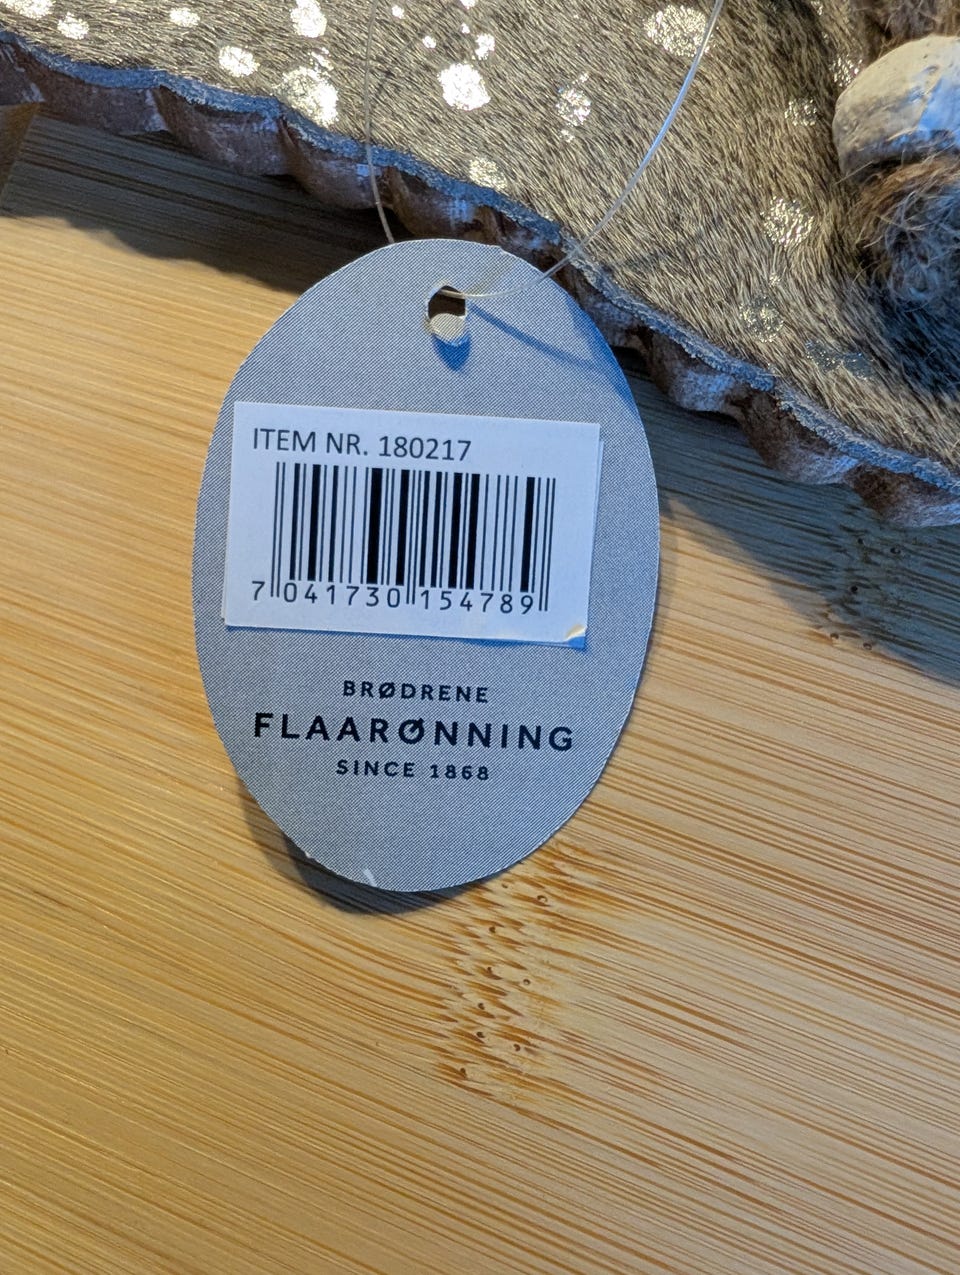 ITEM NR. 180217
7 041730 154789
BRØDRENE
FLAARØNNING
SINCE 1868